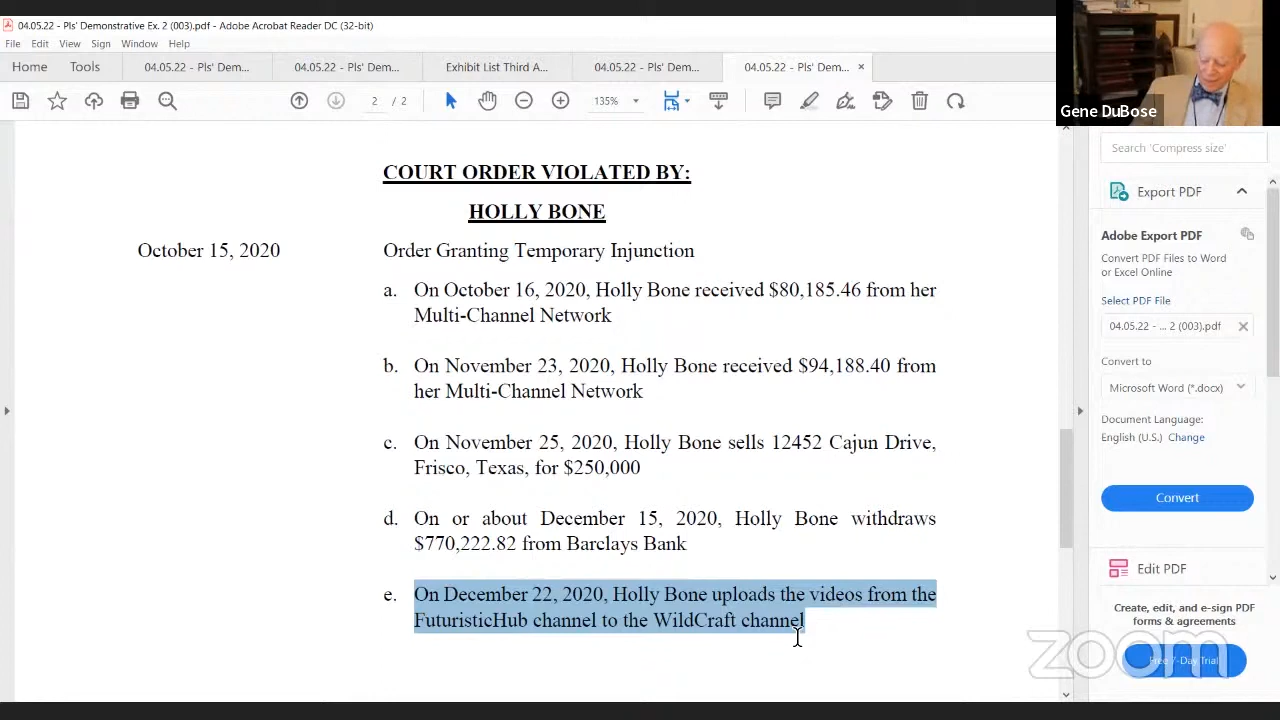 04.05.22 - Pls' Demonstrative Ex. 2 (003).pdf - Adobe Acrobat Reader DC (32-bit)
File Edit View Sign Window Help
Home Tools 04.05.22 - Pls' Dem... 04.05.22 - Pls' Dem... Exhibit List Third A... 04.05.22 - Pls' Dem... 04.05.22 - Pls' Dem... ×
2 / 2 135%
Gene DuBose
COURT ORDER VIOLATED BY:
HOLLY BONE
October 15, 2020 Order Granting Temporary Injunction
a. On October 16, 2020, Holly Bone received $80,185.46 from her
Multi-Channel Network
b. On November 23, 2020, Holly Bone received $94,188.40 from
her Multi-Channel Network
c. On November 25, 2020, Holly Bone sells 12452 Cajun Drive,
Frisco, Texas, for $250,000
d. On or about December 15, 2020, Holly Bone withdraws
$770,222.82 from Barclays Bank
e. On December 22, 2020, Holly Bone uploads the videos from the
FuturisticHub channel to the WildCraft channel
Search 'Compress size'
Export PDF
Adobe Export PDF
Convert PDF Files to Word
or Excel Online
Select PDF File
04.05.22 - ... 2 (003).pdf
Convert to
Microsoft Word (*.docx)
Document Language:
English (U.S.) Change
Convert
Edit PDF
Create, edit, and e-sign PDF
forms & agreements
Free 7-Day Trial
zoom